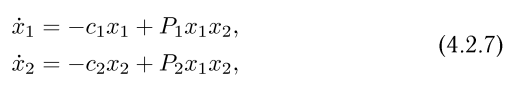 ẋ₁ = −c₁x₁ + P₁x₁x₂,
ẋ₂ = −c₂x₂ + P₂x₁x₂,
(4.2.7)